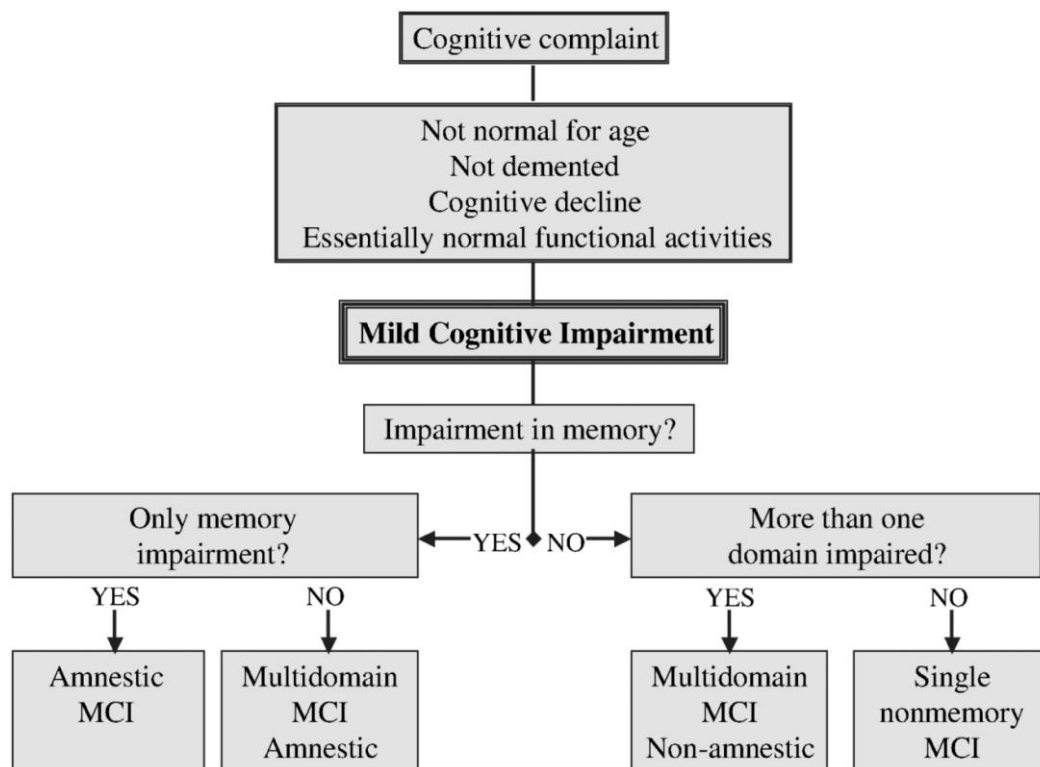 Cognitive complaint
Not normal for age
Not demented
Cognitive decline
Essentially normal functional activities
Mild Cognitive Impairment
Impairment in memory?
Only memory
impairment?
YES
NO
More than one
domain impaired?
YES
NO
YES
NO
Amnestic
MCI
Multidomain
MCI
Amnestic
Multidomain
MCI
Non-amnestic
Single
nonmemory
MCI